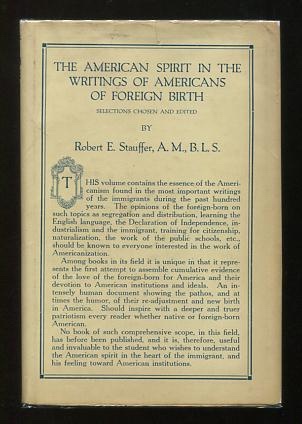 THE AMERICAN SPIRIT IN THE
WRITINGS OF AMERICANS
OF FOREIGN BIRTH
SELECTIONS CHOSEN AND EDITED
BY
Robert E. Stauffer, A. M., B. L. S.
THIS volume contains the essence of the Ameri-
canism found in the most important writings
of the immigrants during the past hundred
years. The opinions of the foreign-born on
such topics as segregation and distribution, learning the
English language, the Declaration of Independence, in-
dustrialism and the immigrant, training for citizenship,
naturalization, the work of the public schools, etc.,
should be known to everyone interested in the work of
Americanization.
Among books in its field it is unique in that it repre-
sents the first attempt to assemble cumulative evidence
of the love of the foreign-born for America and their
devotion to American institutions and ideals. An in-
tensely human document showing the pathos, and at
times the humor, of their re-adjustment and new birth
in America. Should inspire with a deeper and truer
patriotism every reader whether native or foreign-born
American.
No book of such comprehensive scope, in this field,
has before been published, and it is, therefore, useful
and invaluable to the student who wishes to understand
the American spirit in the heart of the immigrant, and
his feeling toward American institutions.